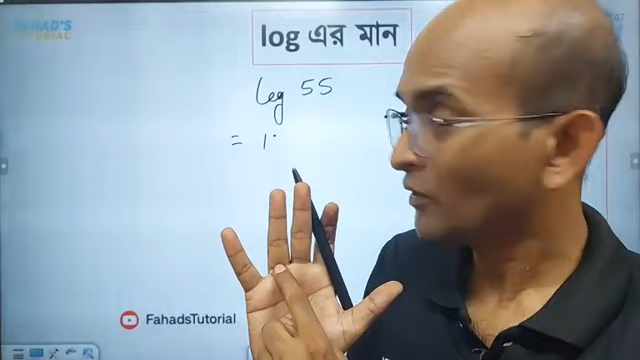 FAHAD'S
TUTORIAL
log এর মান
log 55
= 1.
FahadsTutorial